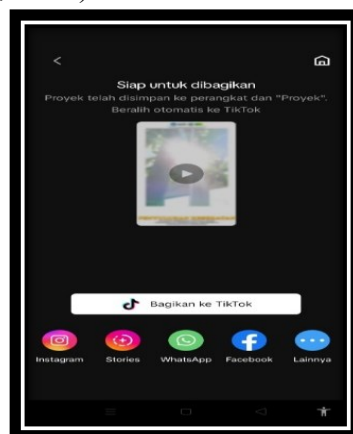 Siap untuk dibagikan
Proyek telah disimpan ke perangkat dan "Proyek".
Beralih otomatis ke TikTok
Bagikan ke TikTok
Instagram Stories WhatsApp Facebook Lainnya